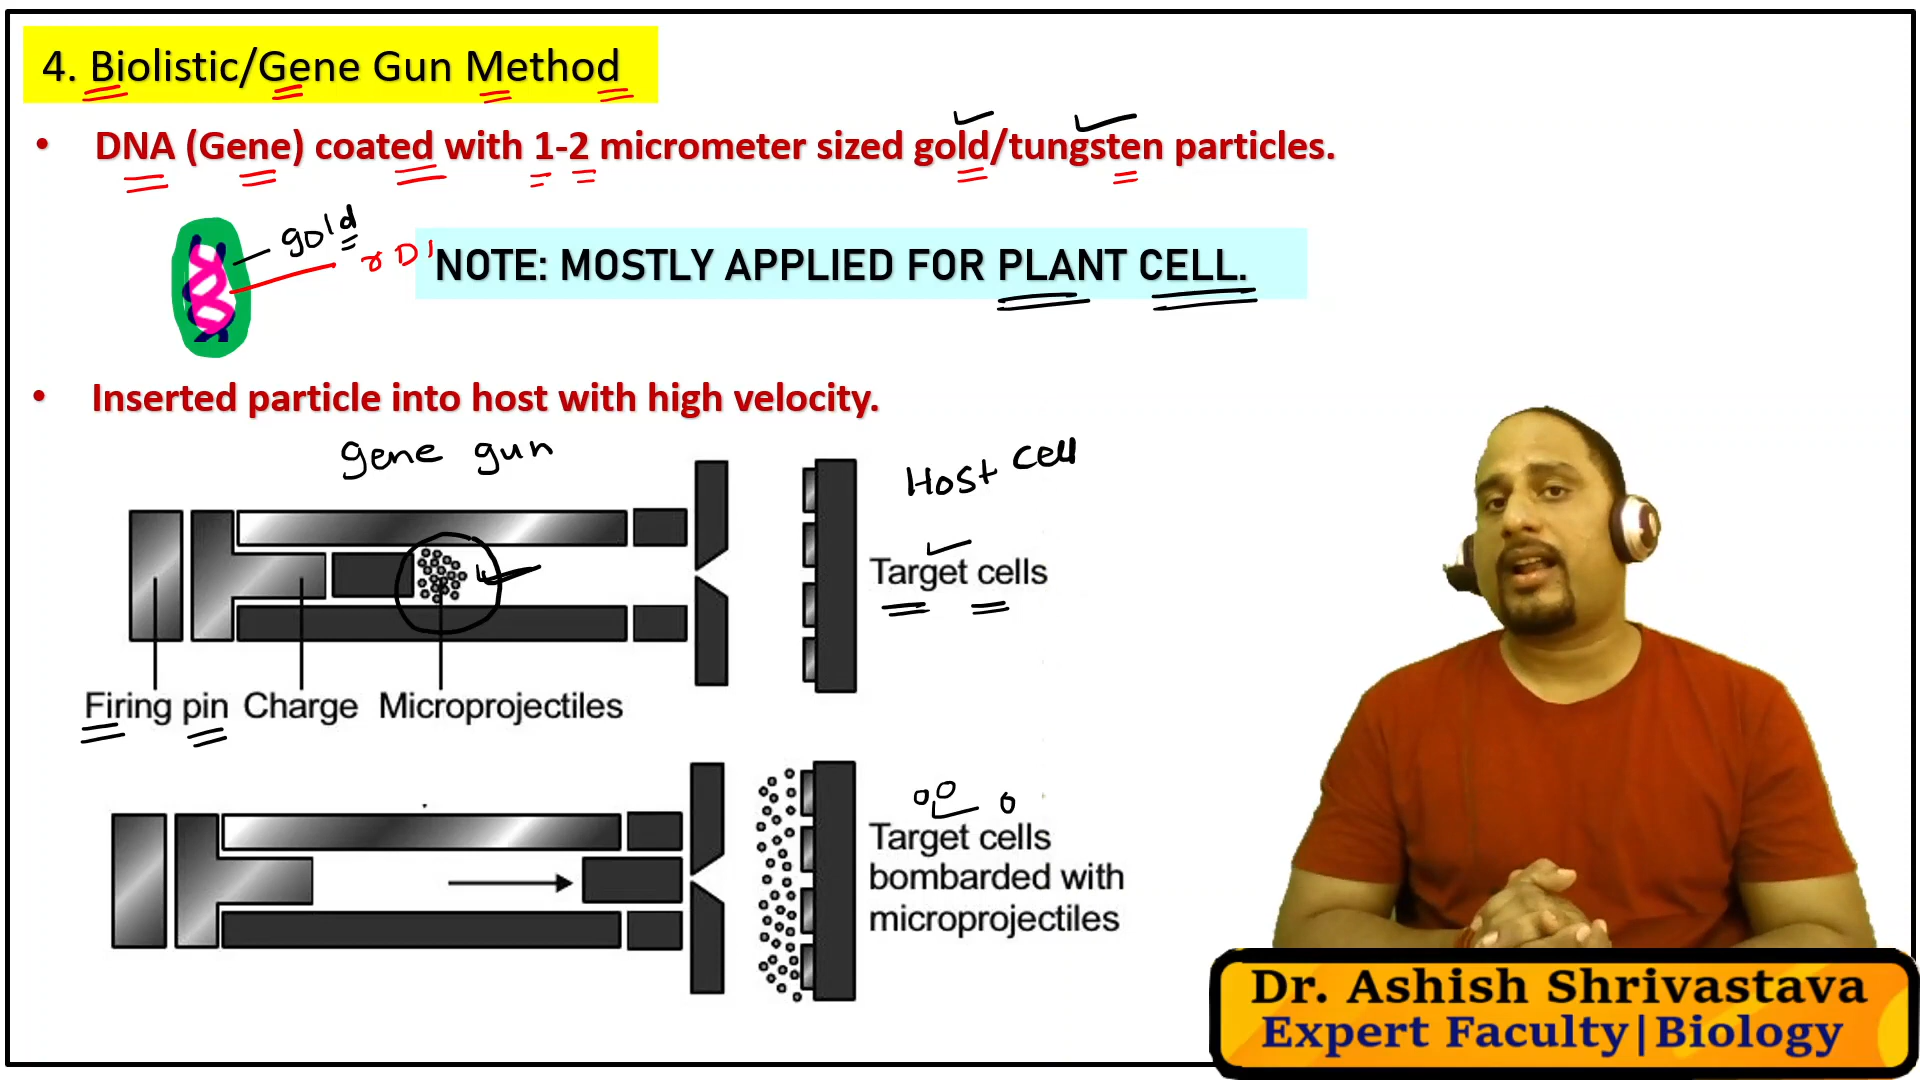 4. Biolistic/Gene Gun Method
• DNA (Gene) coated with 1-2 micrometer sized gold/tungsten particles.
gold
NOTE: MOSTLY APPLIED FOR PLANT CELL.
• Inserted particle into host with high velocity.
gene gun
Host cell
Target cells
Firing pin Charge Microprojectiles
Target cells
bombarded with
microprojectiles
Dr. Ashish Shrivastava
Expert Faculty|Biology